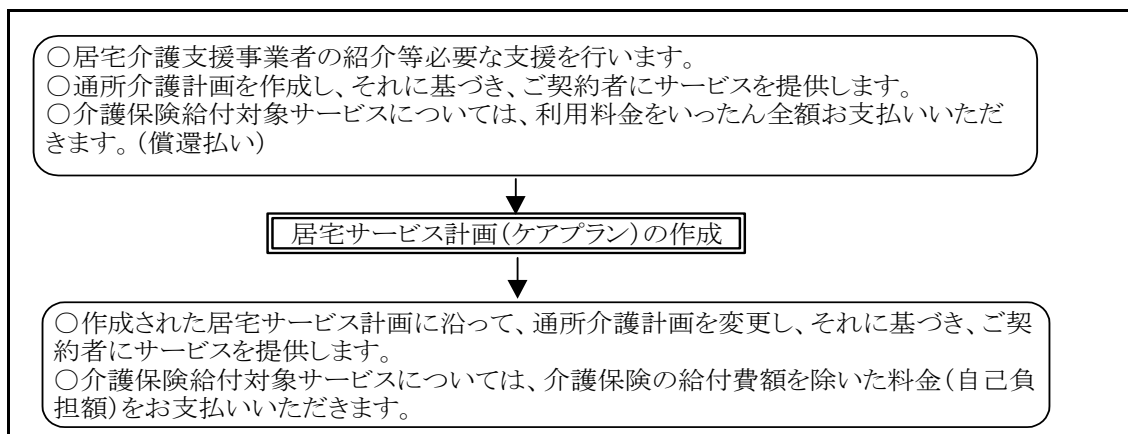 ○居宅介護支援事業者の紹介等必要な支援を行います。
○通所介護計画を作成し、それに基づき、ご契約者にサービスを提供します。
○介護保険給付対象サービスについては、利用料金をいったん全額お支払いいただ
きます。(償還払い)
居宅サービス計画(ケアプラン)の作成
○作成された居宅サービス計画に沿って、通所介護計画を変更し、それに基づき、ご契
約者にサービスを提供します。
○介護保険給付対象サービスについては、介護保険の給付費額を除いた料金(自己負
担額)をお支払いいただきます。